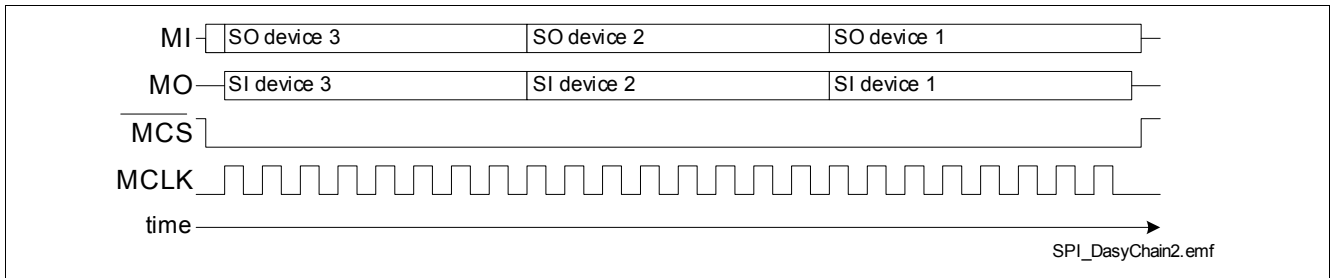 MI SO device 3 SO device 2 SO device 1
MO SI device 3 SI device 2 SI device 1
MCS
MCLK
time
SPI_DasyChain2.emf